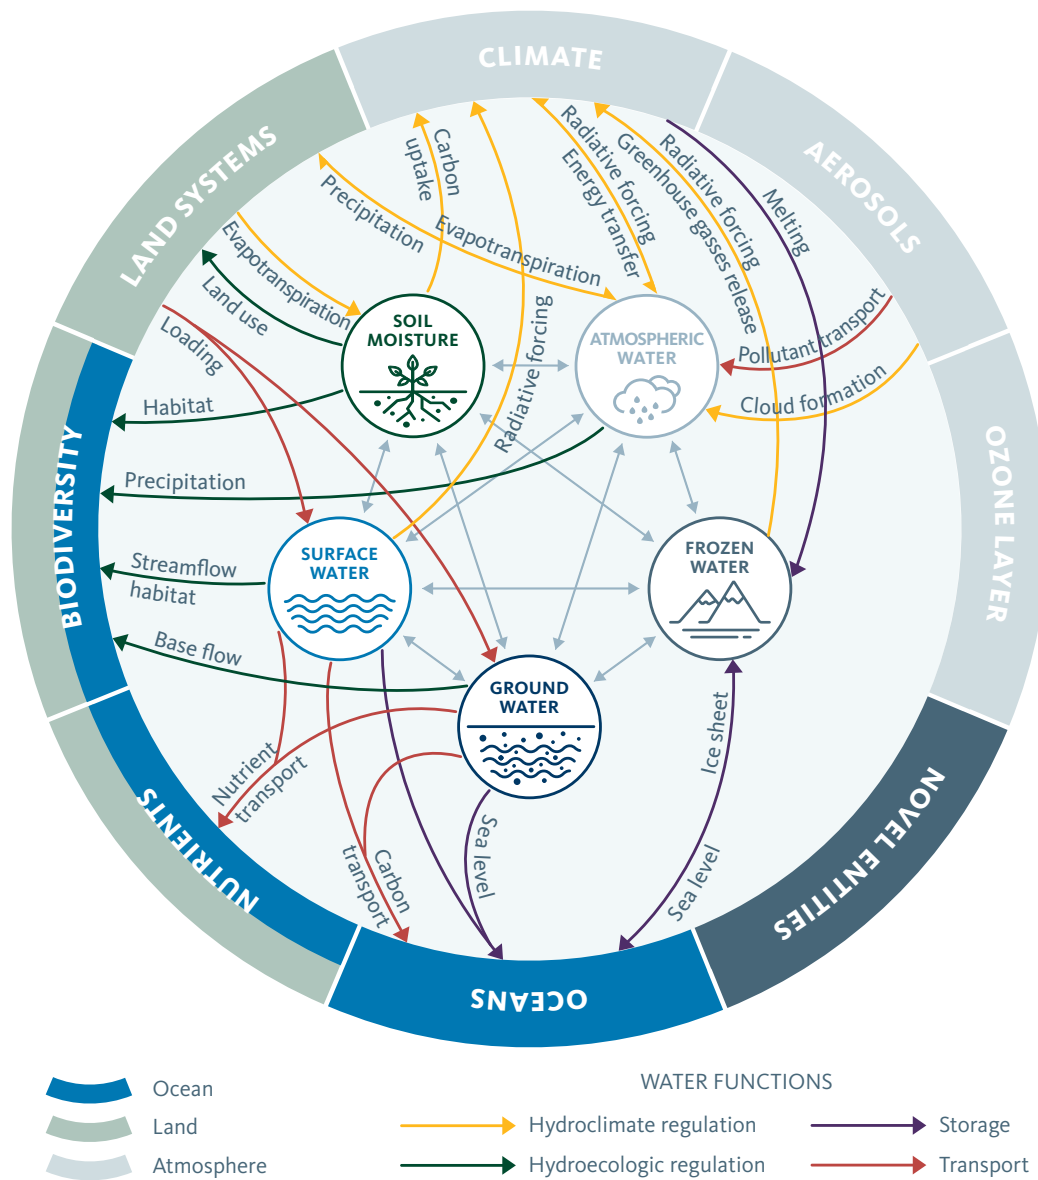 CLIMATE
AEROSOLS
OZONE LAYER
NOVEL ENTITIES
OCEANS
NUTRIENTS
BIODIVERSITY
LAND SYSTEMS
Carbon
uptake
Precipitation
Evapotranspiration
Radiative forcing
Energy transfer
Radiative forcing
Greenhouse gasses release
Melting
Evapotranspiration
Land use
Loading
Radiative forcing
Pollutant transport
Cloud formation
Habitat
Precipitation
Streamflow
habitat
Base flow
SOIL
MOISTURE
ATMOSPHERIC
WATER
SURFACE
WATER
FROZEN
WATER
GROUND
WATER
Nutrient
transport
Carbon
transport
Sea level
Ice sheet
Sea level
Ocean
Land
Atmosphere
WATER FUNCTIONS
Hydroclimate regulation
Hydroecologic regulation
Storage
Transport